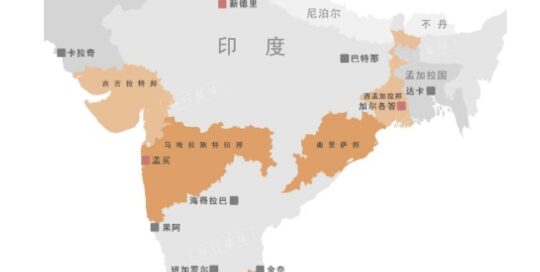 新德里
尼泊尔
不丹
印度
卡拉奇
巴特那
孟加拉国
古吉拉特邦
达卡
西孟加拉邦
加尔各答
马哈拉施特拉邦
奥里萨邦
孟买
海得拉巴
果阿
班加罗尔
金奈